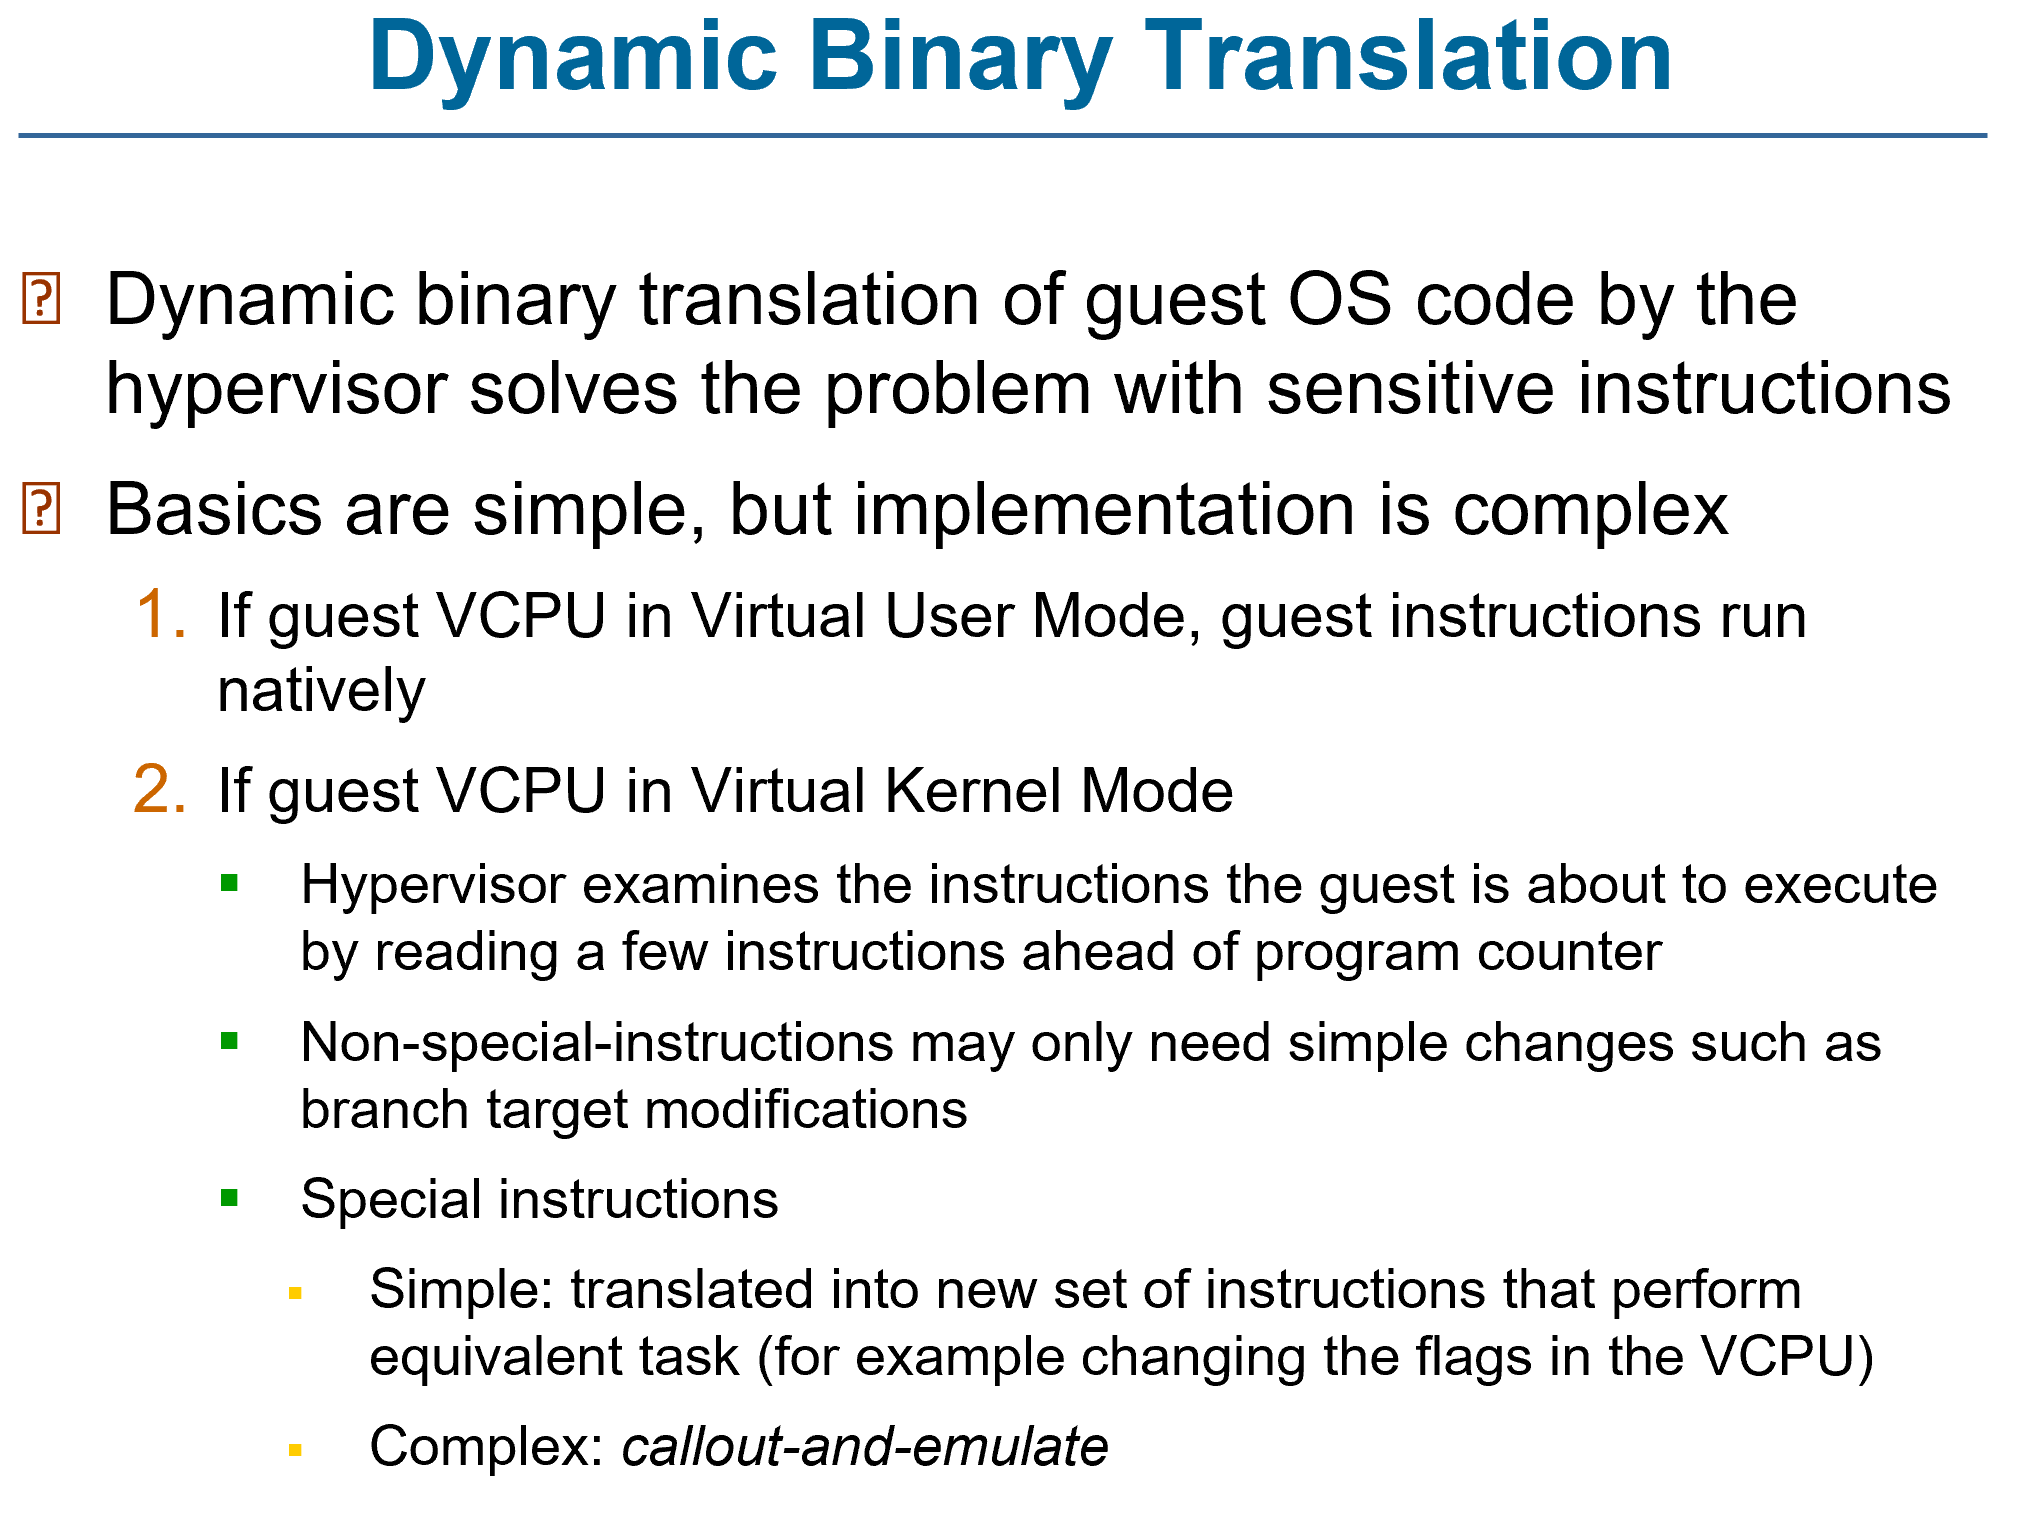 Dynamic Binary Translation
Dynamic binary translation of guest OS code by the
hypervisor solves the problem with sensitive instructions
Basics are simple, but implementation is complex
1. If guest VCPU in Virtual User Mode, guest instructions run
natively
2. If guest VCPU in Virtual Kernel Mode
Hypervisor examines the instructions the guest is about to execute
by reading a few instructions ahead of program counter
Non-special-instructions may only need simple changes such as
branch target modifications
Special instructions
Simple: translated into new set of instructions that perform
equivalent task (for example changing the flags in the VCPU)
Complex: callout-and-emulate